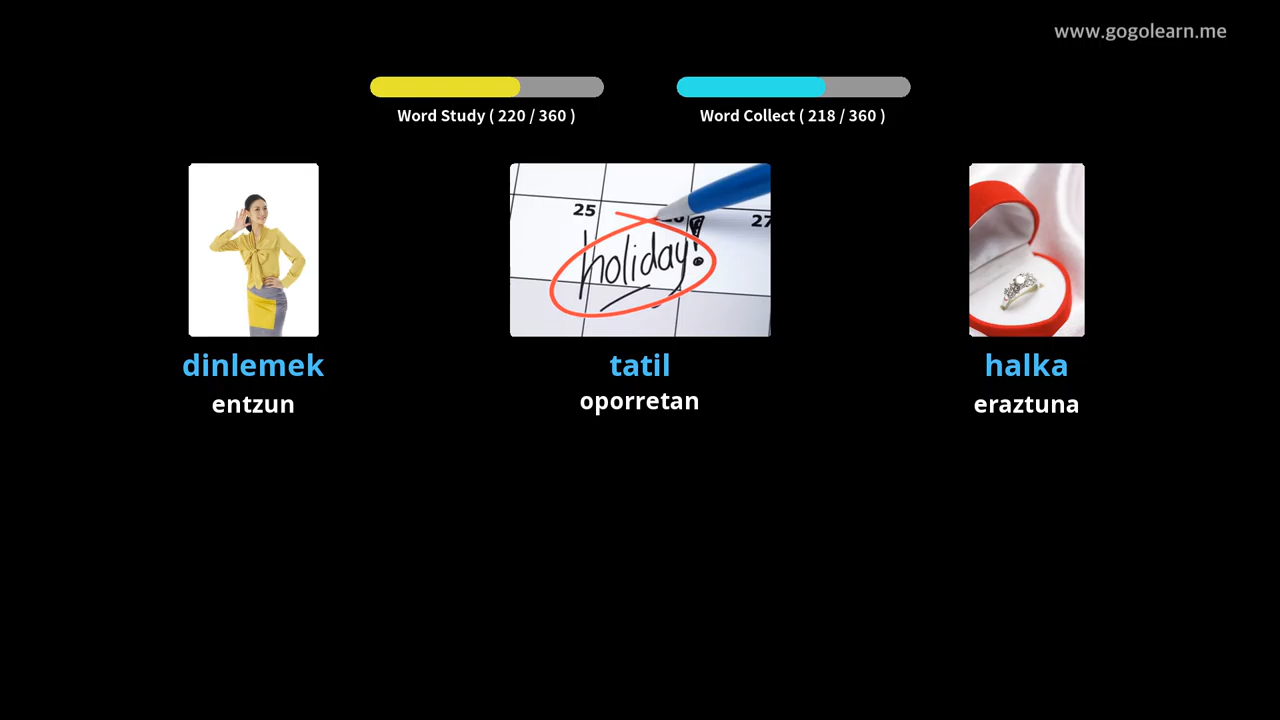 www.gogolearn.me
Word Study ( 220 / 360 )
Word Collect ( 218 / 360 )
25
27
holiday!
dinlemek
tatil
halka
entzun
oporretan
eraztuna